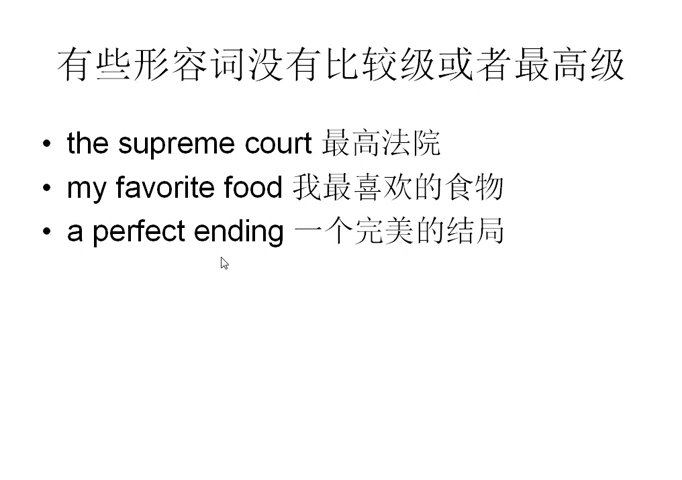 有些形容词没有比较级或者最高级
• the supreme court 最高法院
• my favorite food 我最喜欢的食物
• a perfect ending 一个完美的结局